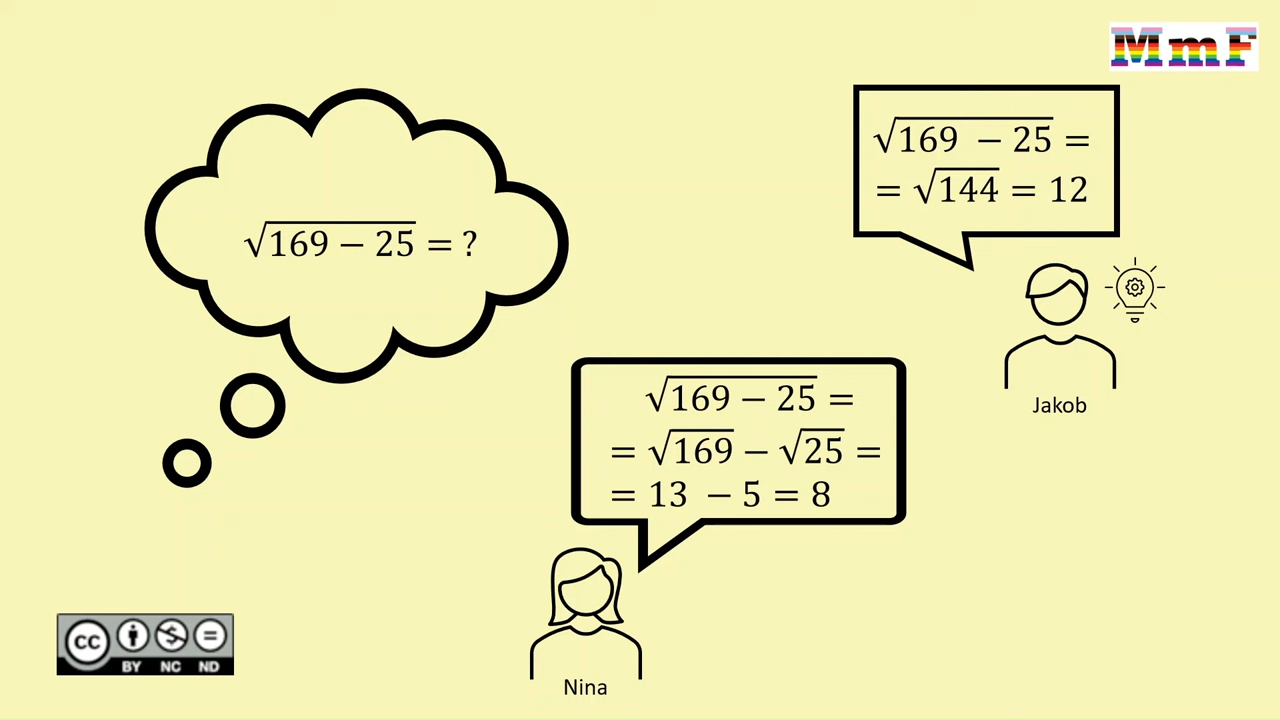 MmF
√169 − 25 = ?
√169 − 25 =
= √144 = 12
Jakob
√169 − 25 =
= √169 − √25 =
= 13 − 5 = 8
Nina
cc
BY NC ND